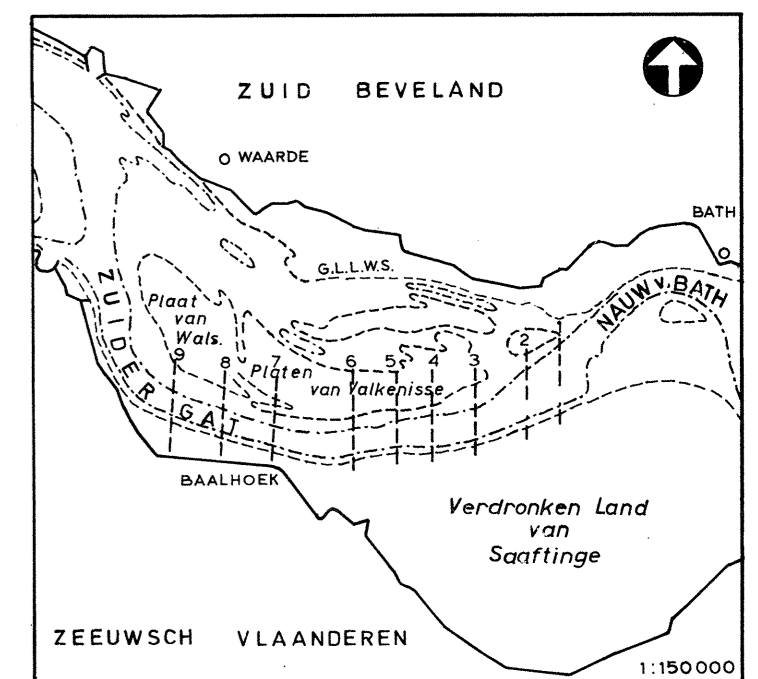 ZUID BEVELAND
WAARDE
BATH
G.L.L.W.S.
NAUW v. BATH
ZUIDER GAT
Plaat
van
Wals.
9
8
7
6
5
4
3
2
Platen
van Valkenisse
BAALHOEK
Verdronken Land
van
Saaftinge
ZEEUWSCH VLAANDEREN
1:150000